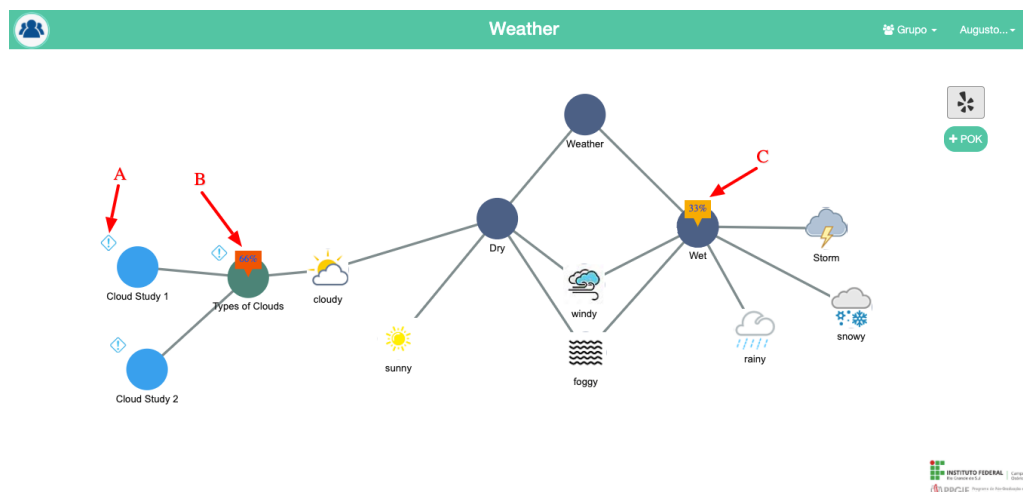 Weather
Grupo
Augusto...
+ POK
Weather
A
B
C
33%
66%
Dry
Wet
Storm
Cloud Study 1
Types of Clouds
cloudy
windy
snowy
rainy
sunny
foggy
Cloud Study 2
INSTITUTO FEDERAL